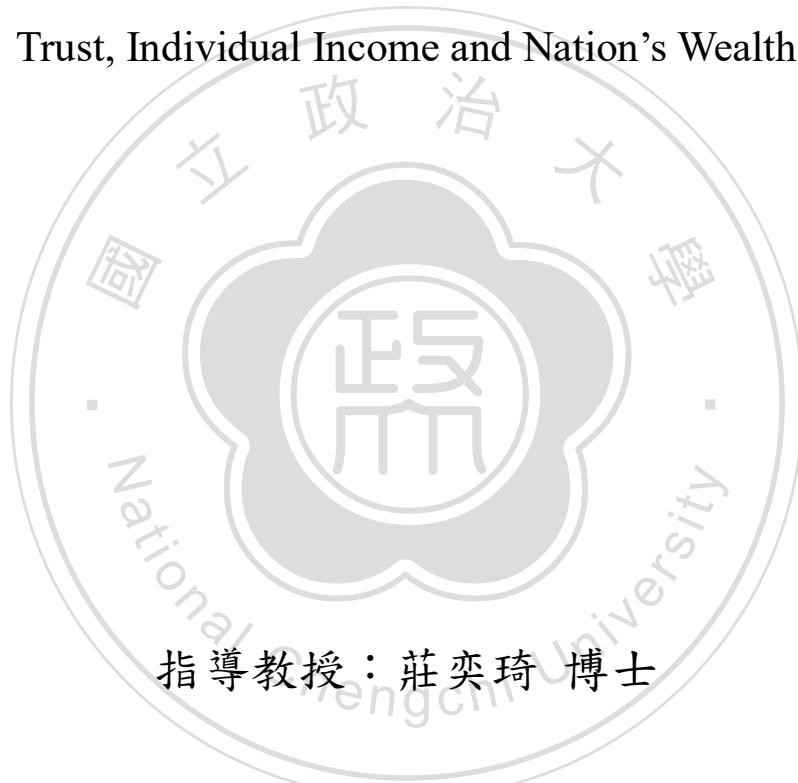 Trust, Individual Income and Nation’s Wealth
國立政治大學
政
National Chengchi University
指導教授：莊奕琦 博士